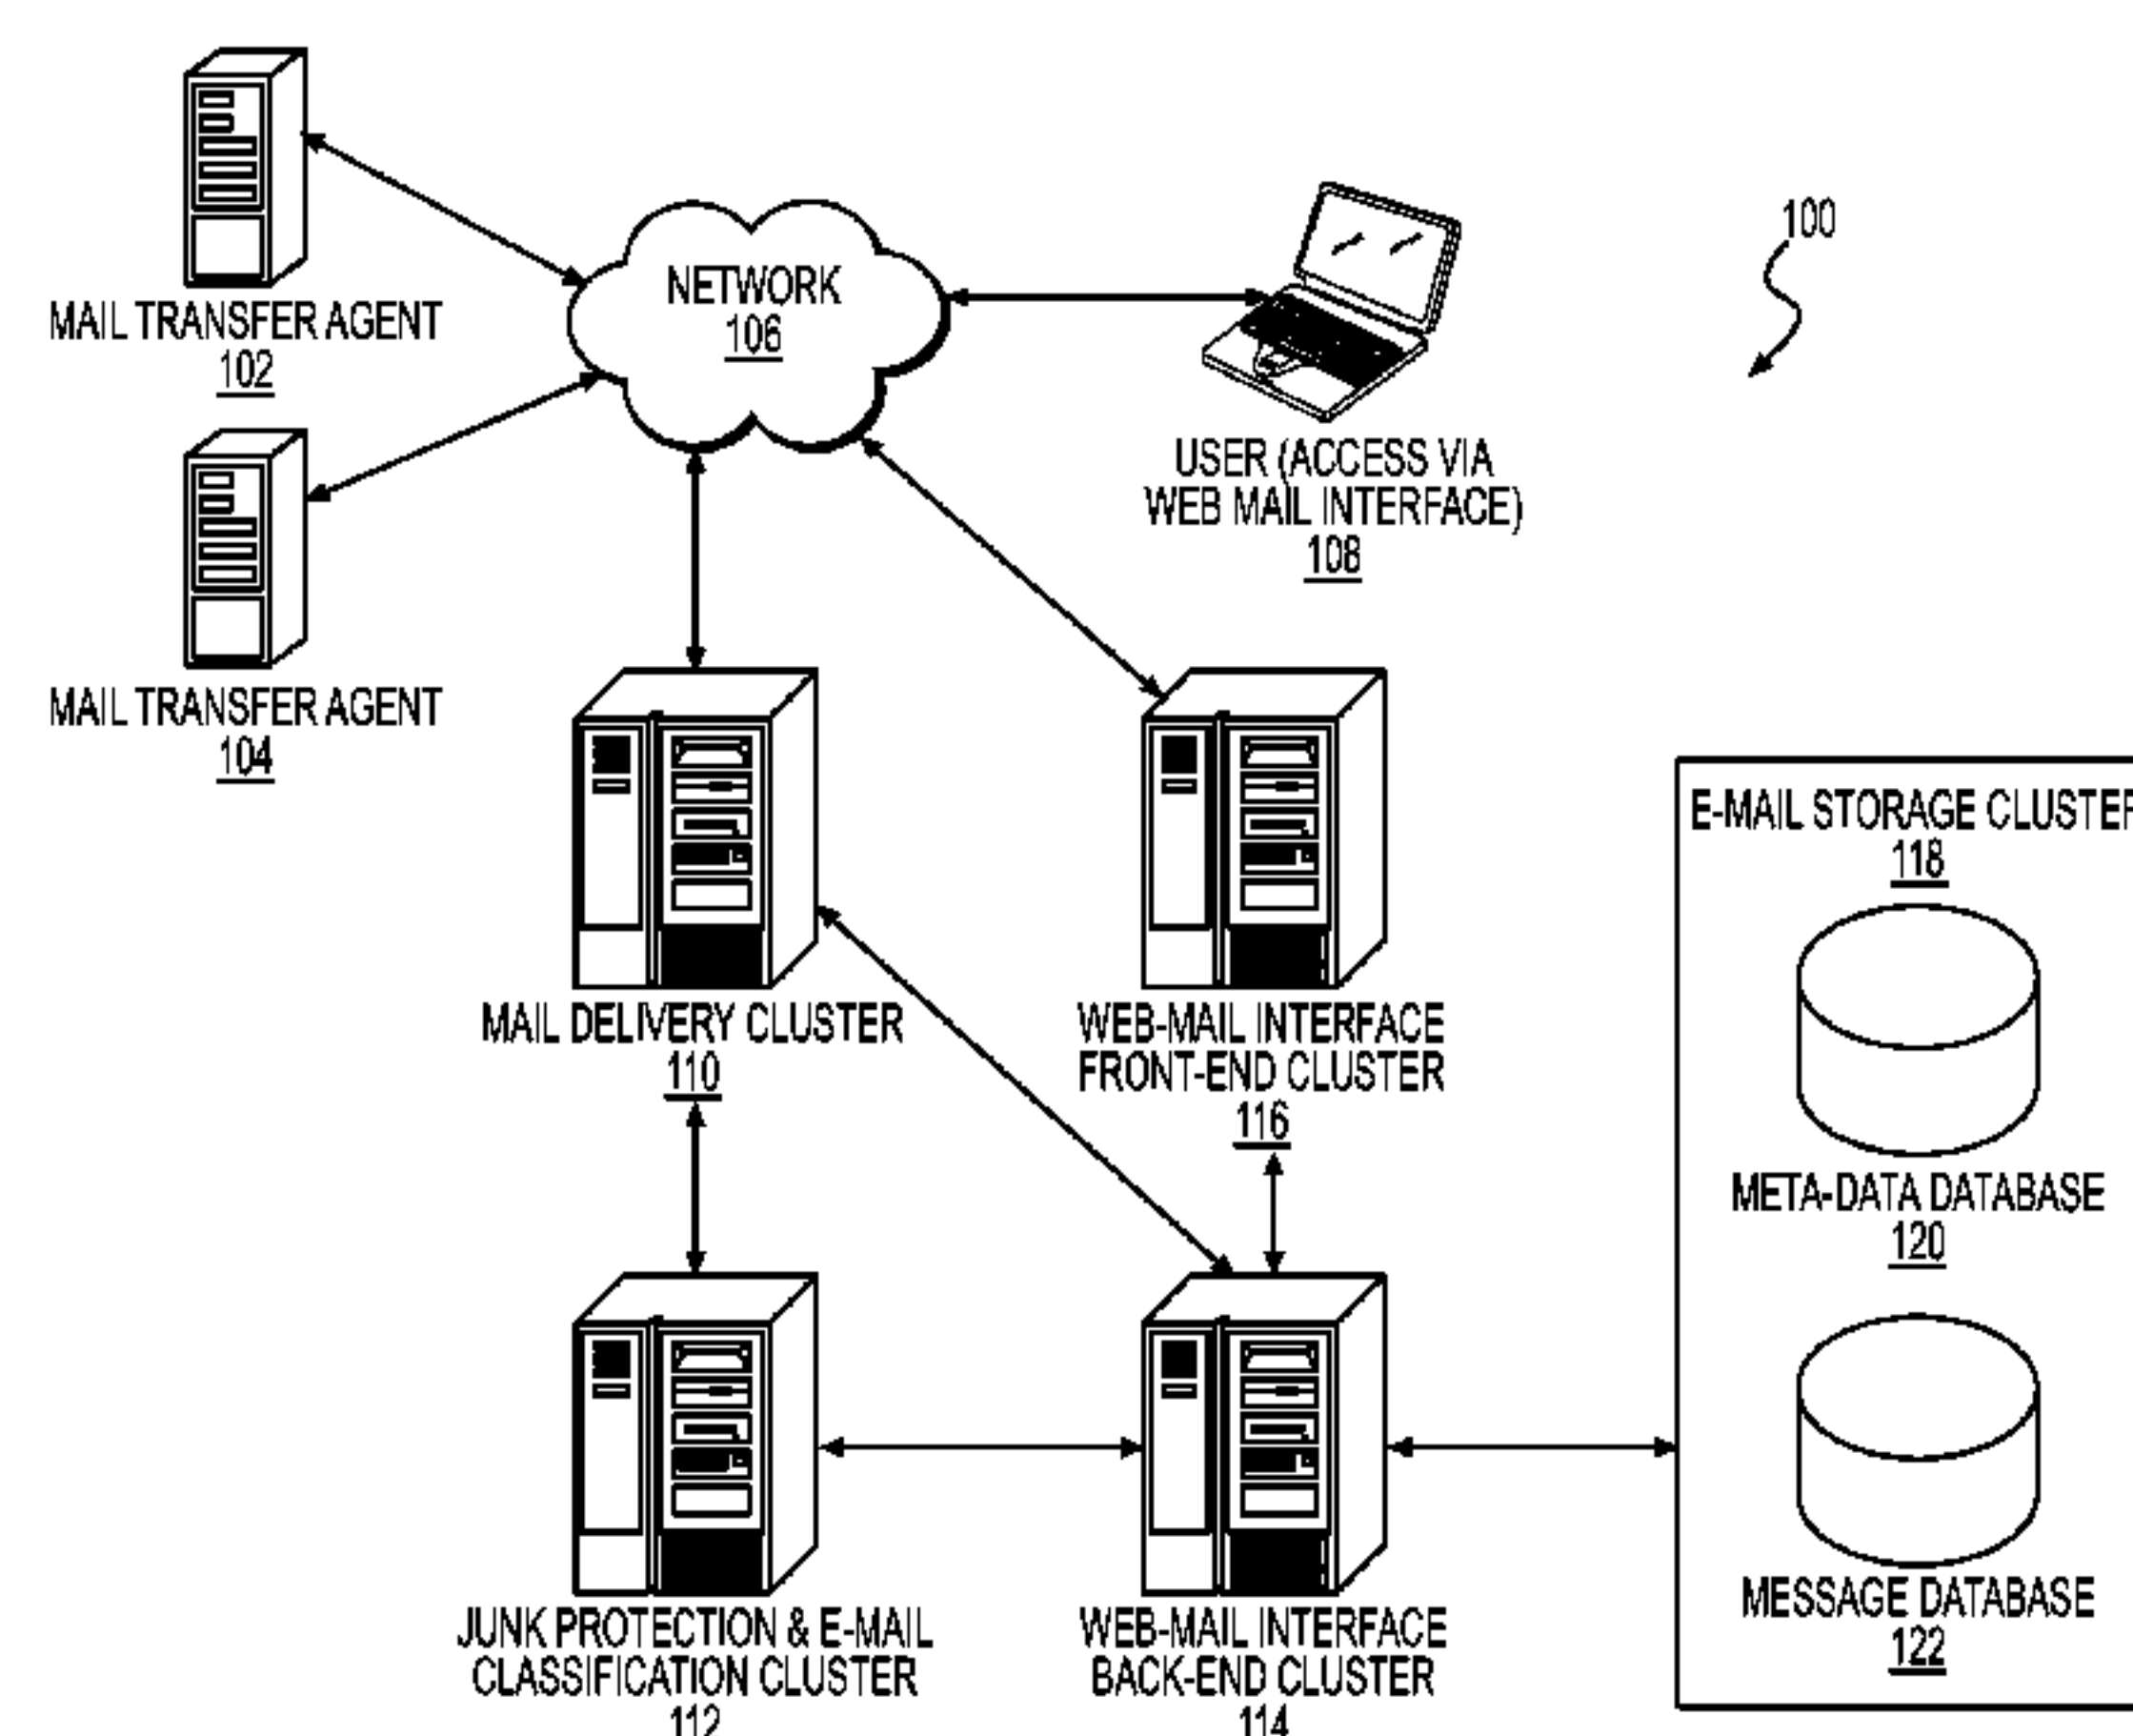 MAIL TRANSFER AGENT
102
MAIL TRANSFER AGENT
104
NETWORK
106
USER (ACCESS VIA
WEB MAIL INTERFACE)
108
100
MAIL DELIVERY CLUSTER
110
WEB-MAIL INTERFACE
FRONT-END CLUSTER
116
E-MAIL STORAGE CLUSTER
118
META-DATA DATABASE
120
MESSAGE DATABASE
122
JUNK PROTECTION & E-MAIL
CLASSIFICATION CLUSTER
112
WEB-MAIL INTERFACE
BACK-END CLUSTER
114